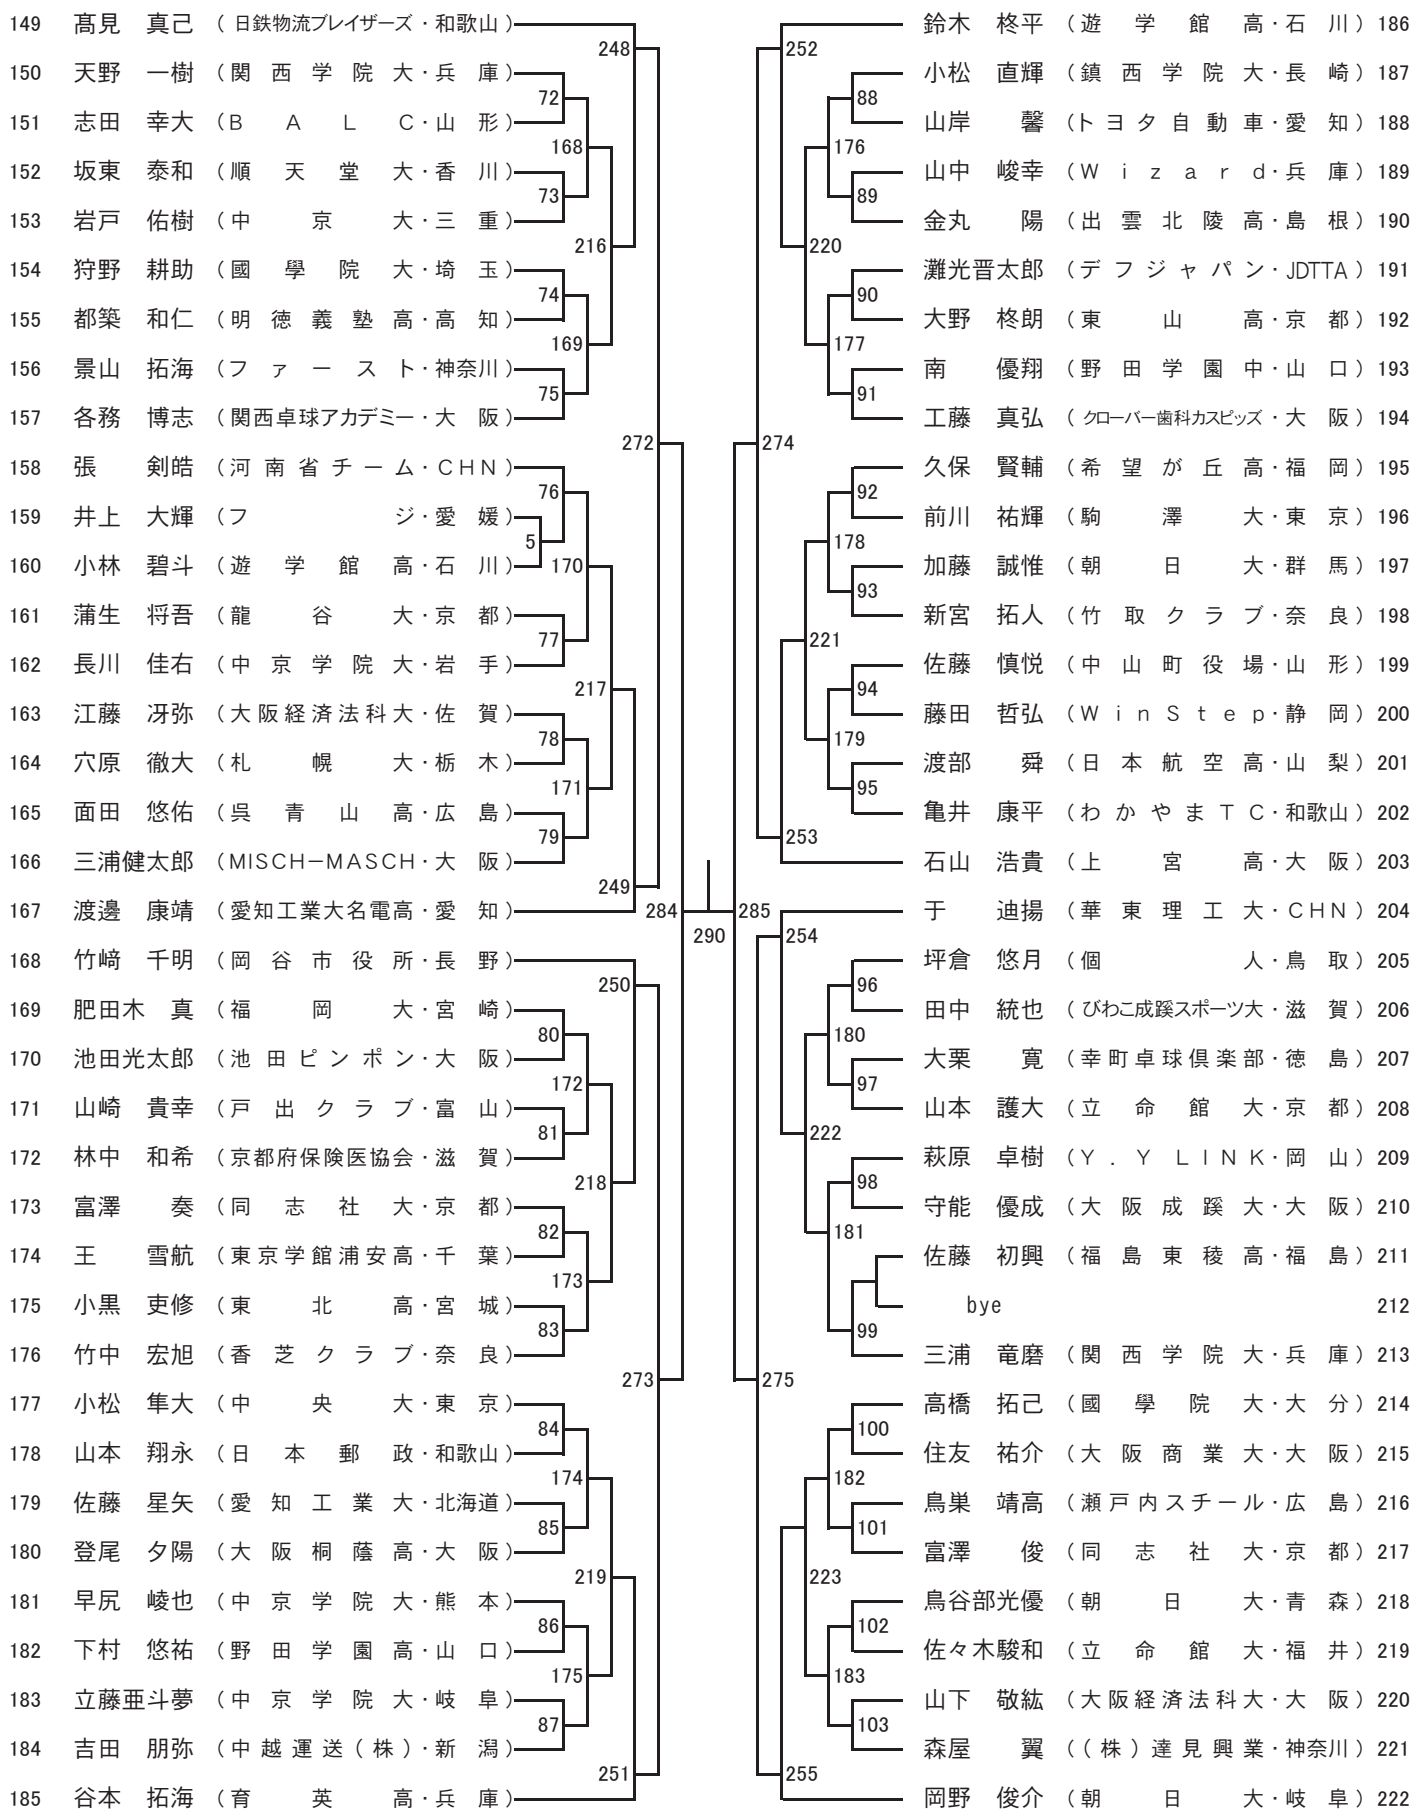 149 髙見 真己 （日鉄物流ブレイザーズ・和歌山）
150 天野 一樹 （関西学院大・兵庫）
151 志田 幸大 （ＢＡＬＣ・山形）
152 坂東 泰和 （順天堂大・香川）
153 岩戸 佑樹 （中京大・三重）
154 狩野 耕助 （國學院大・埼玉）
155 都築 和仁 （明徳義塾高・高知）
156 景山 拓海 （ファースト・神奈川）
157 各務 博志 （関西卓球アカデミー・大阪）
158 張 剣皓 （河南省チーム・ＣＨＮ）
159 井上 大輝 （フジ・愛媛）
160 小林 碧斗 （遊学館高・石川）
161 蒲生 将吾 （龍谷大・京都）
162 長川 佳右 （中京学院大・岩手）
163 江藤 冴弥 （大阪経済法科大・佐賀）
164 穴原 徹大 （札幌大・栃木）
165 面田 悠佑 （呉青山高・広島）
166 三浦健太郎 （MISCH－MASCH・大阪）
167 渡邊 康靖 （愛知工業大名電高・愛知）
168 竹﨑 千明 （岡谷市役所・長野）
169 肥田木 真 （福岡大・宮崎）
170 池田光太郎 （池田ピンポン・大阪）
171 山崎 貴幸 （戸出クラブ・富山）
172 林中 和希 （京都府保険医協会・滋賀）
173 富澤 奏 （同志社大・京都）
174 王 雪航 （東京学館浦安高・千葉）
175 小黒 吏修 （東北高・宮城）
176 竹中 宏旭 （香芝クラブ・奈良）
177 小松 隼大 （中央大・東京）
178 山本 翔永 （日本郵政・和歌山）
179 佐藤 星矢 （愛知工業大・北海道）
180 登尾 夕陽 （大阪桐蔭高・大阪）
181 早尻 崚也 （中京学院大・熊本）
182 下村 悠祐 （野田学園高・山口）
183 立藤亜斗夢 （中京学院大・岐阜）
184 吉田 朋弥 （中越運送(株)・新潟）
185 谷本 拓海 （育英高・兵庫）
248
72
168
73
216
74
169
75
272
76
5
170
77
217
78
171
79
249
284
250
80
172
81
218
82
173
83
273
84
174
85
219
86
175
87
251
290
252
88
176
89
220
90
177
91
274
92
178
93
221
94
179
95
253
285
254
96
180
97
222
98
181
99
275
100
182
101
223
102
183
103
255
鈴木 柊平 （遊学館高・石川） 186
小松 直輝 （鎮西学院大・長崎） 187
山岸 馨 （トヨタ自動車・愛知） 188
山中 峻幸 （Ｗｉｚａｒｄ・兵庫） 189
金丸 陽 （出雲北陵高・島根） 190
灘光晋太郎 （デフジャパン・JDTTA） 191
大野 柊朗 （東山高・京都） 192
南 優翔 （野田学園中・山口） 193
工藤 真弘 （クローバー歯科カスピッズ・大阪） 194
久保 賢輔 （希望が丘高・福岡） 195
前川 祐輝 （駒澤大・東京） 196
加藤 誠惟 （朝日大・群馬） 197
新宮 拓人 （竹取クラブ・奈良） 198
佐藤 慎悦 （中山町役場・山形） 199
藤田 哲弘 （ＷｉｎＳｔｅｐ・静岡） 200
渡部 舜 （日本航空高・山梨） 201
亀井 康平 （わかやまＴＣ・和歌山） 202
石山 浩貴 （上宮高・大阪） 203
于 迪揚 （華東理工大・ＣＨＮ） 204
坪倉 悠月 （個人・鳥取） 205
田中 統也 （びわこ成蹊スポーツ大・滋賀） 206
大栗 寛 （幸町卓球倶楽部・徳島） 207
山本 護大 （立命館大・京都） 208
萩原 卓樹 （Ｙ．Ｙ ＬＩＮＫ・岡山） 209
守能 優成 （大阪成蹊大・大阪） 210
佐藤 初興 （福島東稜高・福島） 211
bye 212
三浦 竜磨 （関西学院大・兵庫） 213
高橋 拓己 （國學院大・大分） 214
住友 祐介 （大阪商業大・大阪） 215
鳥巣 靖高 （瀬戸内スチール・広島） 216
富澤 俊 （同志社大・京都） 217
鳥谷部光優 （朝日大・青森） 218
佐々木駿和 （立命館大・福井） 219
山下 敬紘 （大阪経済法科大・大阪） 220
森屋 翼 （(株)達見興業・神奈川） 221
岡野 俊介 （朝日大・岐阜） 222